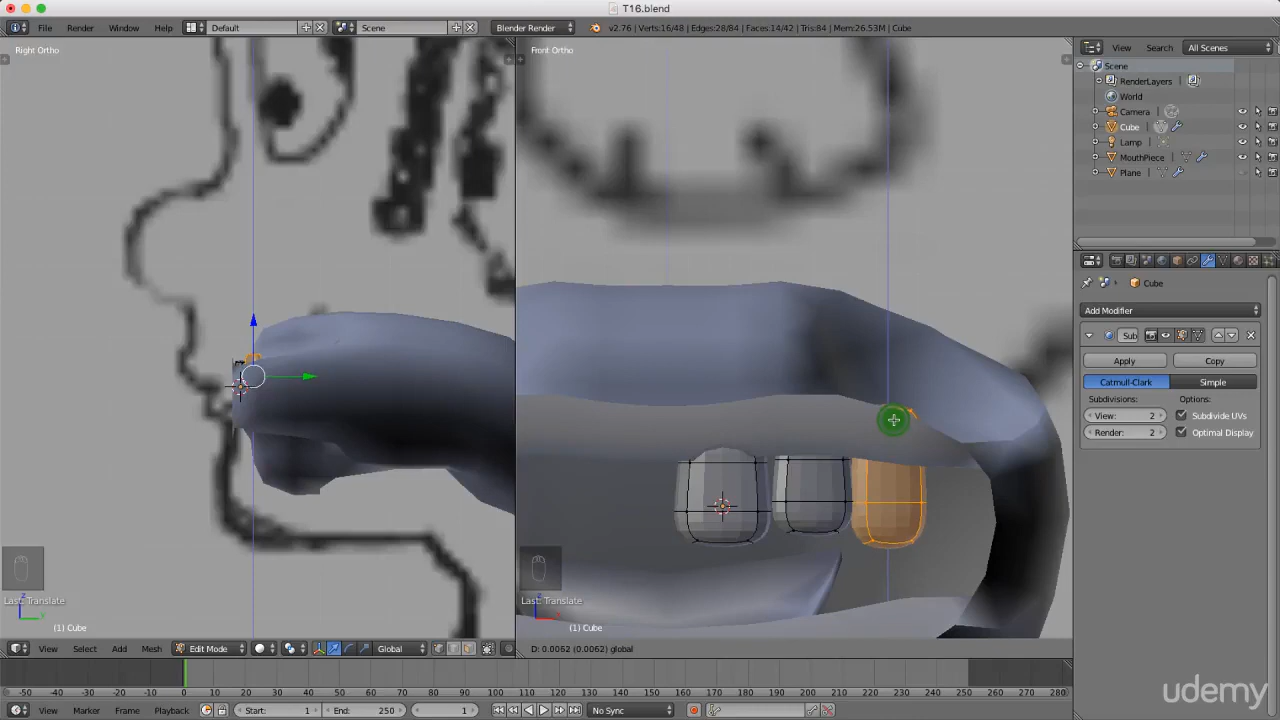 T16.blend
File Render Window Help Default Scene Blender Render v2.76 | Verts:16/48 | Edges:28/84 | Faces:14/42 | Tris:84 | Mem:26.53M | Cube
View Search All Scenes
Right Ortho
Front Ortho
Scene
RenderLayers
World
Camera
Cube
Lamp
MouthPiece
Plane
Cube
Add Modifier
Sub
Apply Copy
Catmull-Clark Simple
Subdivisions: Options:
View: 2 Subdivide UVs
Render: 2 Optimal Display
Last: Translate
Last: Translate
(1) Cube
(1) Cube
View Select Add Mesh Edit Mode Global D: 0.0062 (0.0062) global
-50 -40 -30 -20 -10 0 10 20 30 40 50 60 70 80 90 100 110 120 130 140 150 160 170 180 190 200 210 220 230 240 250 260 270 280
View Marker Frame Playback Start: 1 End: 250 1 No Sync
udemy